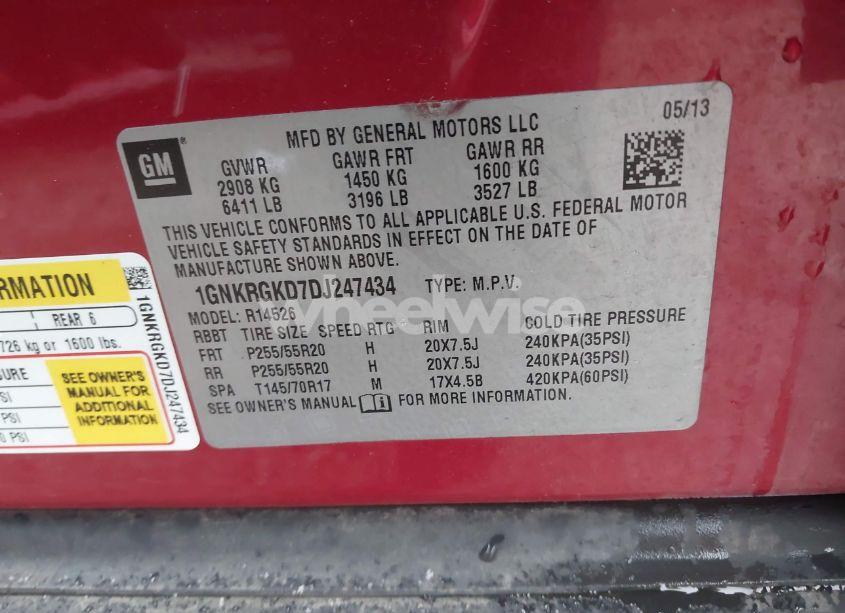 MFD BY GENERAL MOTORS LLC
05/13
GM
GVWR GAWR FRT GAWR RR
2908 KG 1450 KG 1600 KG
6411 LB 3196 LB 3527 LB
THIS VEHICLE CONFORMS TO ALL APPLICABLE U.S. FEDERAL MOTOR
VEHICLE SAFETY STANDARDS IN EFFECT ON THE DATE OF
MANUFACTURE SHOWN ABOVE.
1GNKRGKD7DJ247434 TYPE: M.P.V.
MODEL: R14526
RBBT TIRE SIZE SPEED RTG RIM COLD TIRE PRESSURE
FRT P255/55R20 H 20X7.5J 240KPA(35PSI)
RR P255/55R20 H 20X7.5J 240KPA(35PSI)
SPA T145/70R17 M 17X4.5B 420KPA(60PSI)
SEE OWNER'S MANUAL FOR MORE INFORMATION.
RMATION
REAR 6
726 kg or 1600 lbs.
SURE
SI
PSI
0 PSI
SEE OWNER'S
MANUAL FOR
ADDITIONAL
INFORMATION
1GNKRGKD7DJ247434
wheelwise